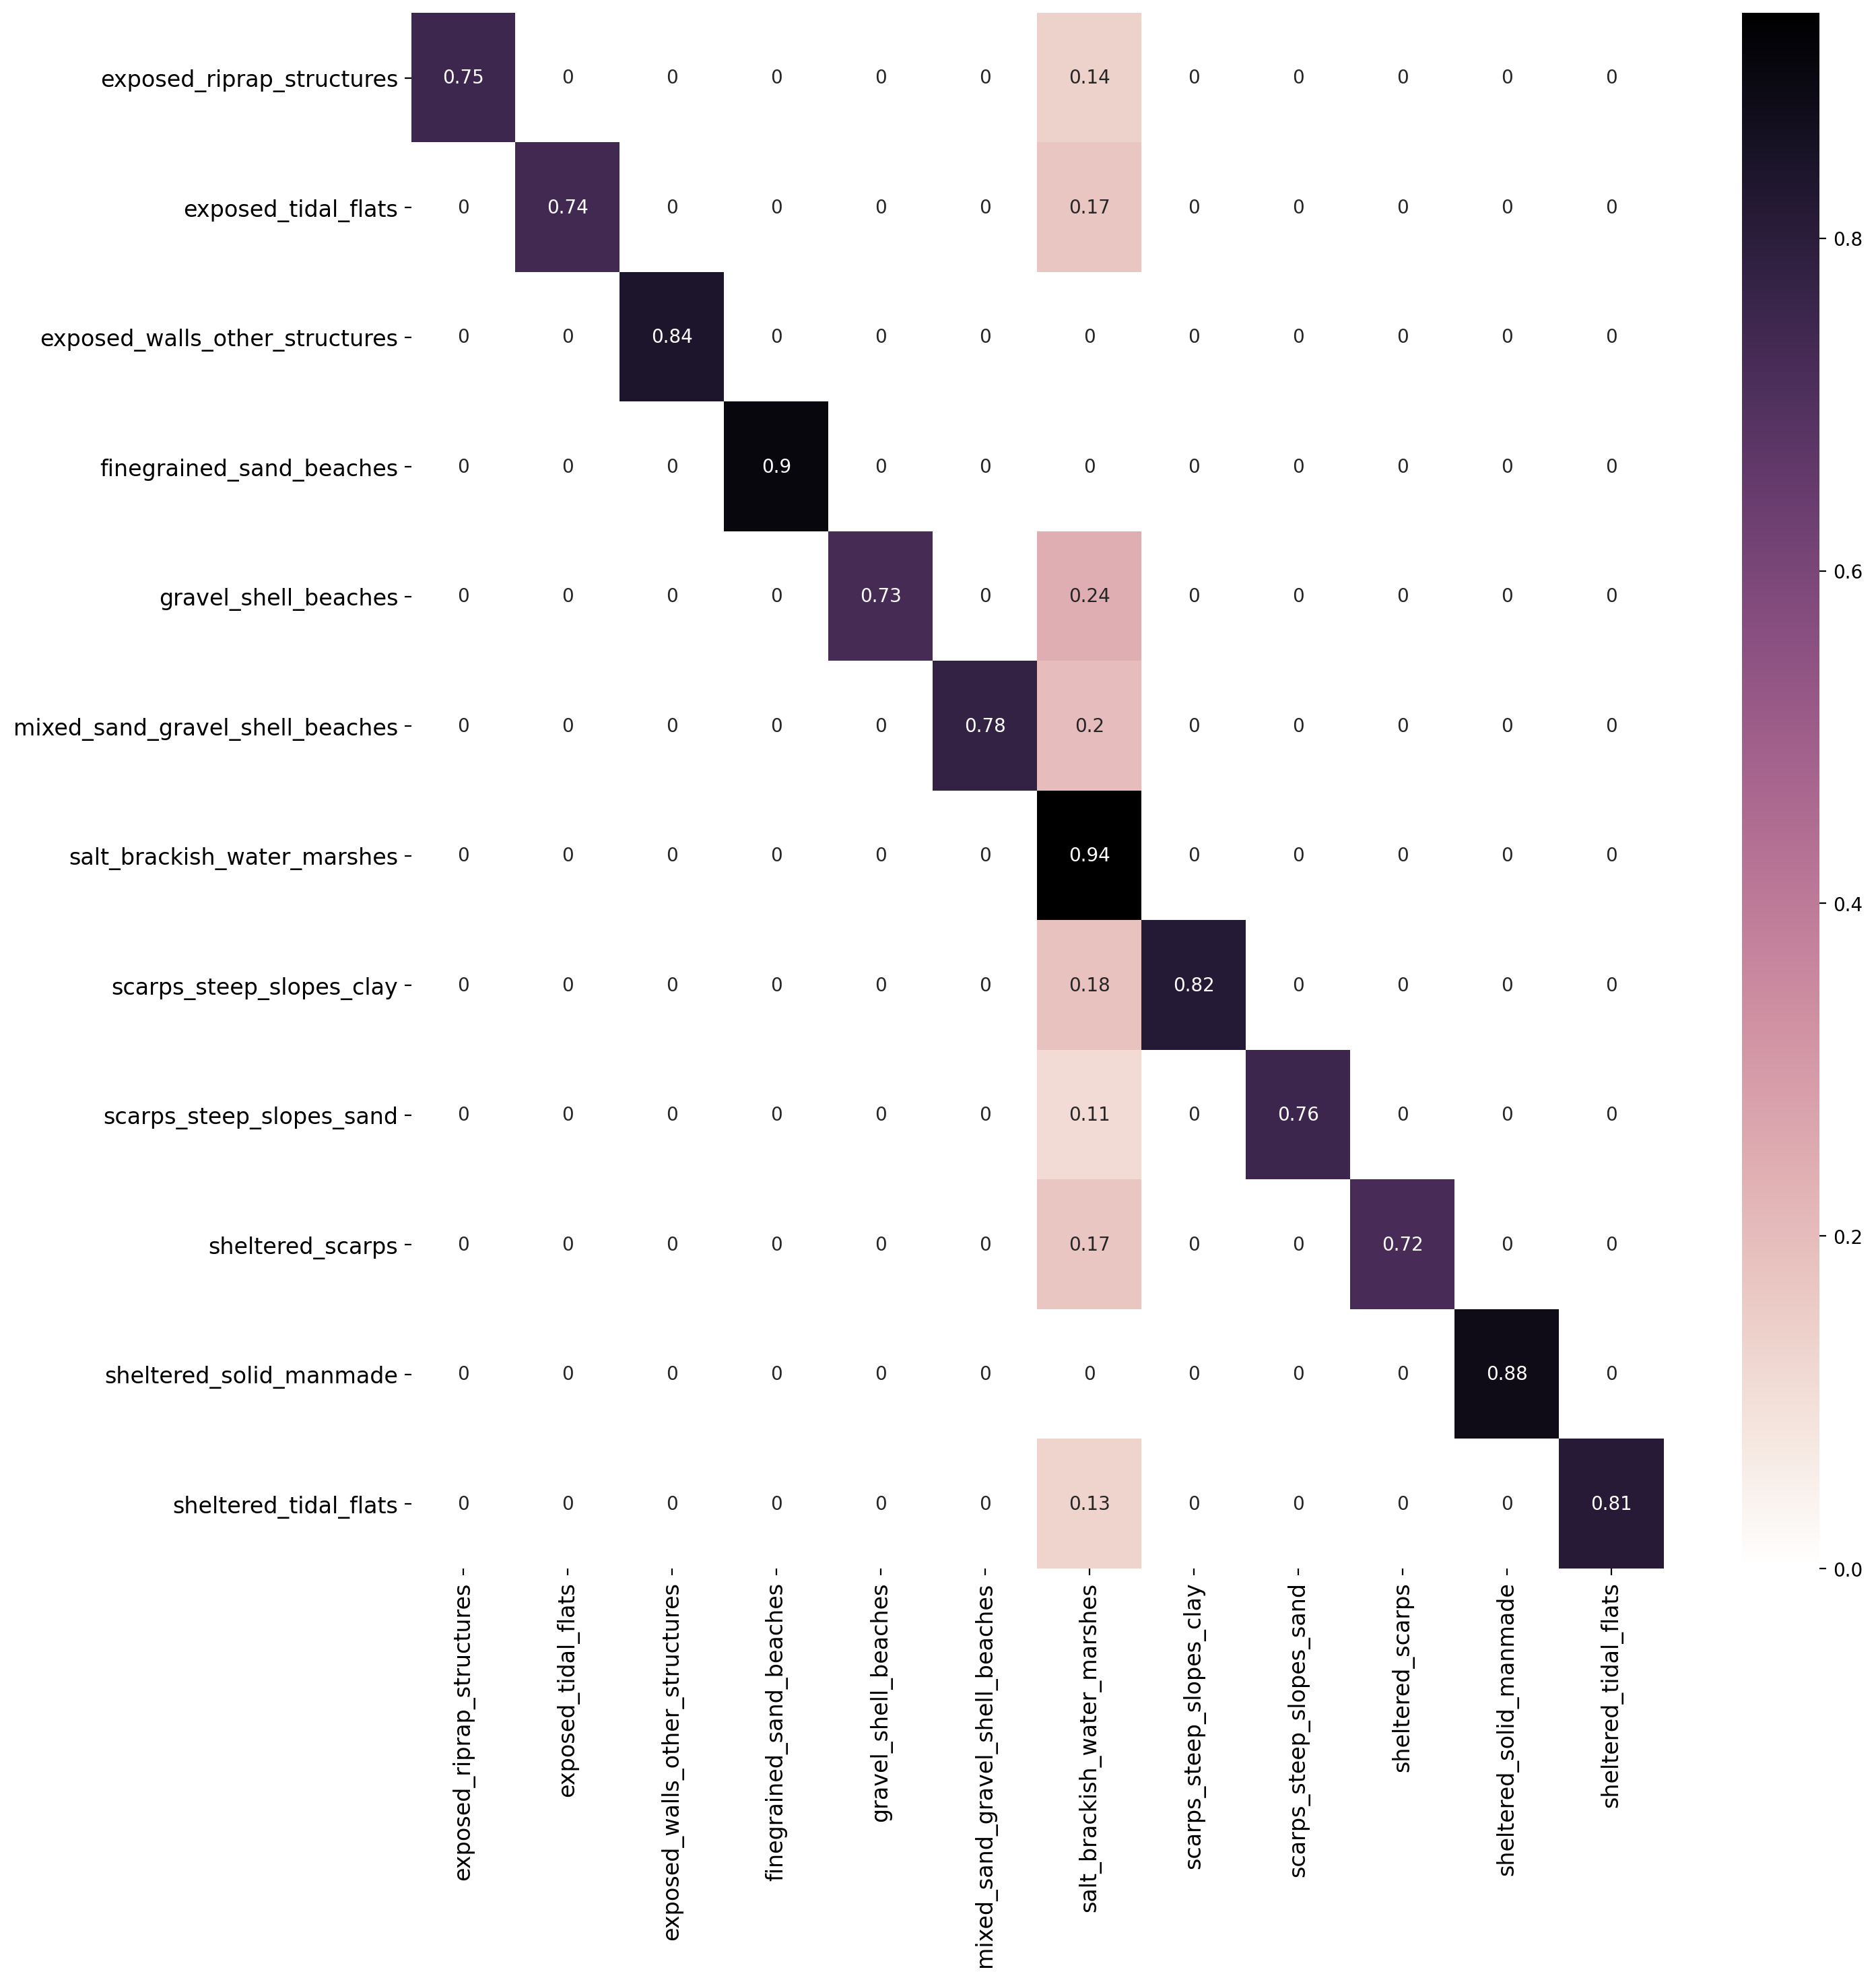 exposed_riprap_structures 0.75 0 0 0 0 0 0.14 0 0 0 0 0
exposed_tidal_flats 0 0.74 0 0 0 0 0.17 0 0 0 0 0
0.8
exposed_walls_other_structures 0 0 0.84 0 0 0 0 0 0 0 0 0
finegrained_sand_beaches 0 0 0 0.9 0 0 0 0 0 0 0 0
0.6
gravel_shell_beaches 0 0 0 0 0.73 0 0.24 0 0 0 0 0
mixed_sand_gravel_shell_beaches 0 0 0 0 0 0.78 0.2 0 0 0 0 0
salt_brackish_water_marshes 0 0 0 0 0 0 0.94 0 0 0 0 0
0.4
scarps_steep_slopes_clay 0 0 0 0 0 0 0.18 0.82 0 0 0 0
scarps_steep_slopes_sand 0 0 0 0 0 0 0.11 0 0.76 0 0 0
0.2
sheltered_scarps 0 0 0 0 0 0 0.17 0 0 0.72 0 0
sheltered_solid_manmade 0 0 0 0 0 0 0 0 0 0 0.88 0
sheltered_tidal_flats 0 0 0 0 0 0 0.13 0 0 0 0 0.81
0.0
exposed_riprap_structures
exposed_tidal_flats
exposed_walls_other_structures
finegrained_sand_beaches
gravel_shell_beaches
mixed_sand_gravel_shell_beaches
salt_brackish_water_marshes
scarps_steep_slopes_clay
scarps_steep_slopes_sand
sheltered_scarps
sheltered_solid_manmade
sheltered_tidal_flats